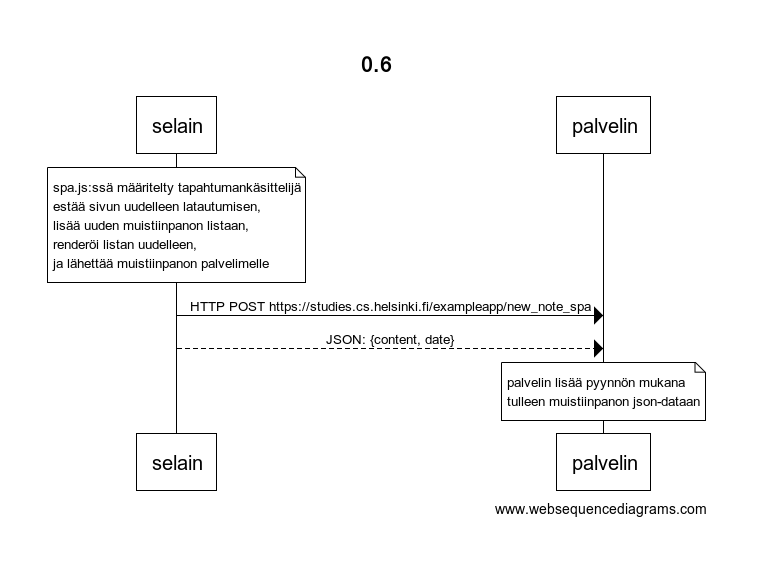 0.6
selain
palvelin
spa.js:ssä määritelty tapahtumankäsittelijä
estää sivun uudelleen latautumisen,
lisää uuden muistiinpanon listaan,
renderöi listan uudelleen,
ja lähettää muistiinpanon palvelimelle
HTTP POST https://studies.cs.helsinki.fi/exampleapp/new_note_spa
JSON: {content, date}
palvelin lisää pyynnön mukana
tulleen muistiinpanon json-dataan
selain
palvelin
www.websequencediagrams.com